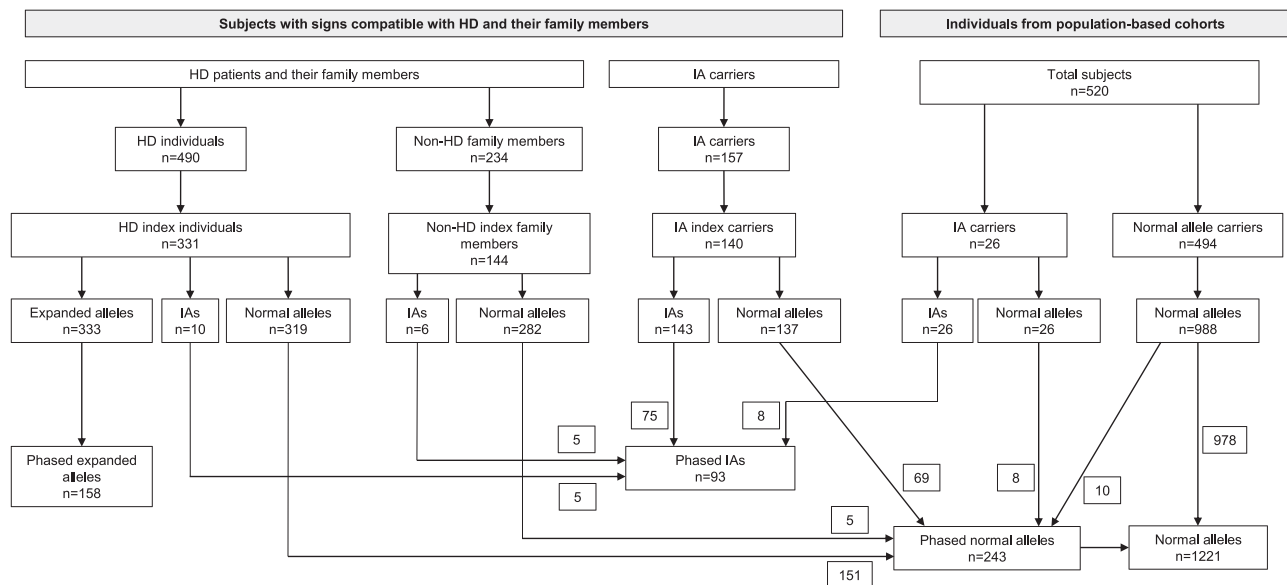 Subjects with signs compatible with HD and their family members
Individuals from population-based cohorts
HD patients and their family members
IA carriers
Total subjects
n=520
HD individuals
n=490
Non-HD family members
n=234
IA carriers
n=157
HD index individuals
n=331
Non-HD index family
members
n=144
IA index carriers
n=140
IA carriers
n=26
Normal allele carriers
n=494
Expanded alleles
n=333
IAs
n=10
Normal alleles
n=319
IAs
n=6
Normal alleles
n=282
IAs
n=143
Normal alleles
n=137
IAs
n=26
Normal alleles
n=26
Normal alleles
n=988
75
8
5
978
Phased expanded
alleles
n=158
Phased IAs
n=93
5
69
8
10
5
Phased normal alleles
n=243
Normal alleles
n=1221
151